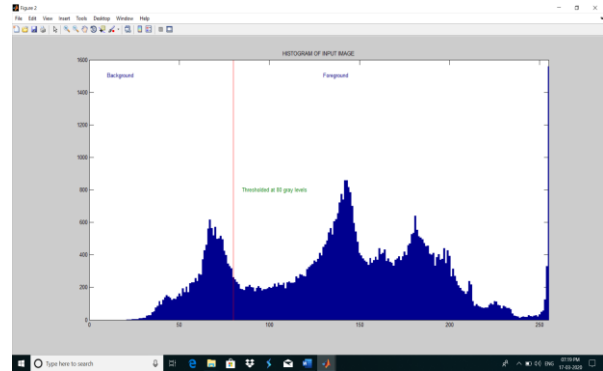 Figure 2
File Edit View Insert Tools Desktop Window Help
HISTOGRAM OF INPUT IMAGE
1600
Background Foreground
1400
1200
1000
800
Thresholded at 80 gray levels
600
400
200
0
0 50 100 150 200 250
Type here to search
ENG
07:19 PM
17-03-2020